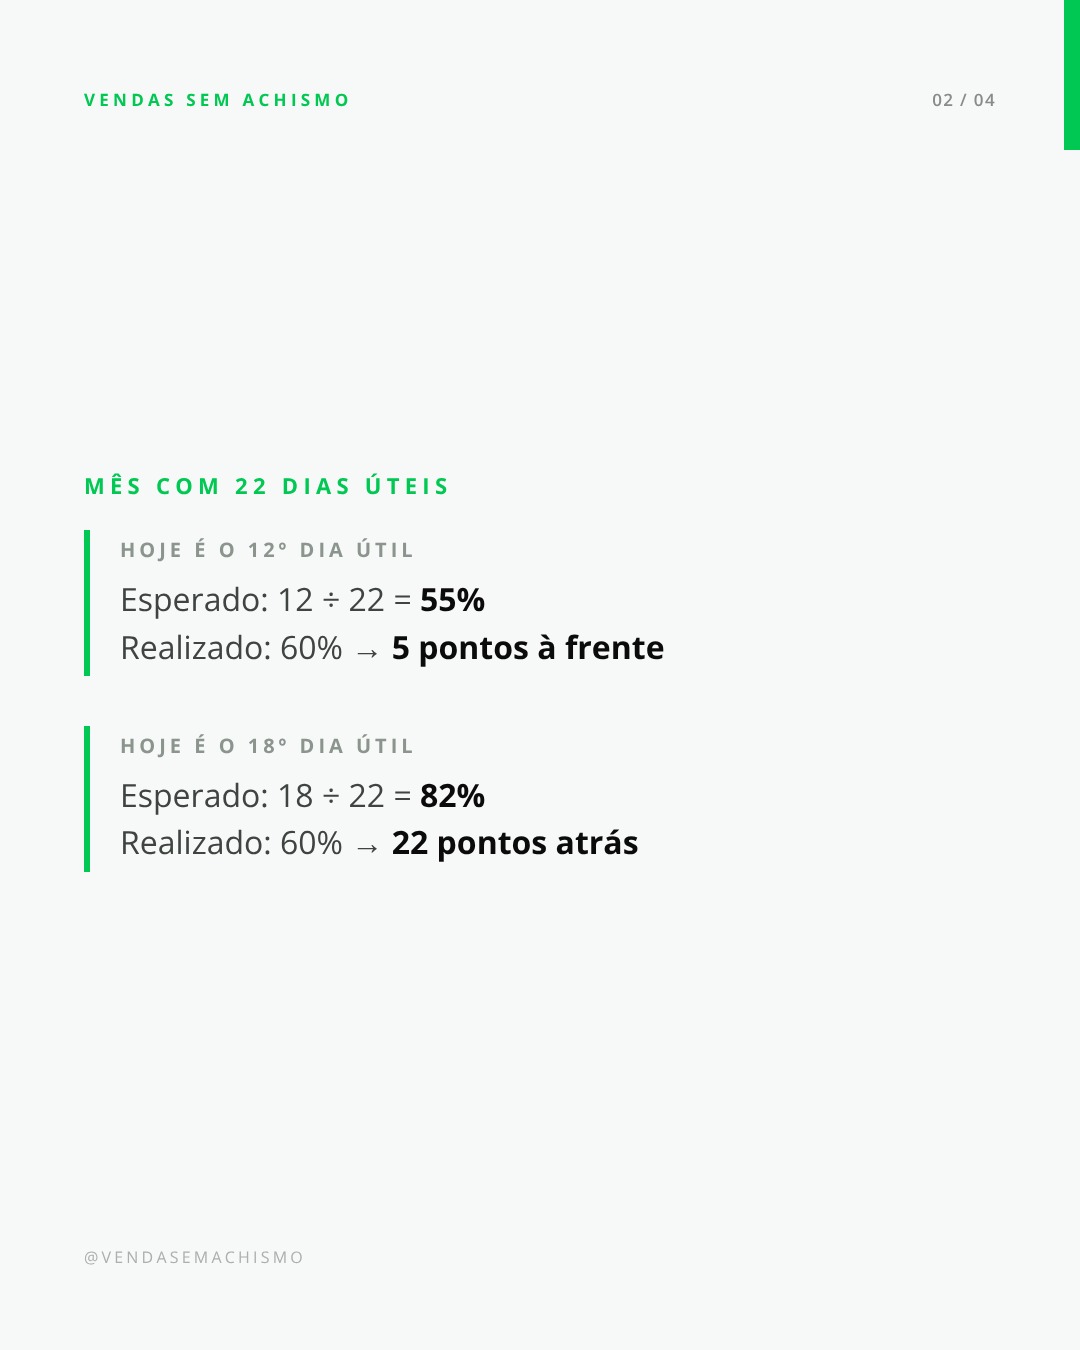 VENDAS SEM ACHISMO
02 / 04
MÊS COM 22 DIAS ÚTEIS
HOJE É O 12º DIA ÚTIL
Esperado: 12 ÷ 22 = 55%
Realizado: 60% → 5 pontos à frente
HOJE É O 18º DIA ÚTIL
Esperado: 18 ÷ 22 = 82%
Realizado: 60% → 22 pontos atrás
@VENDASEMACHISMO